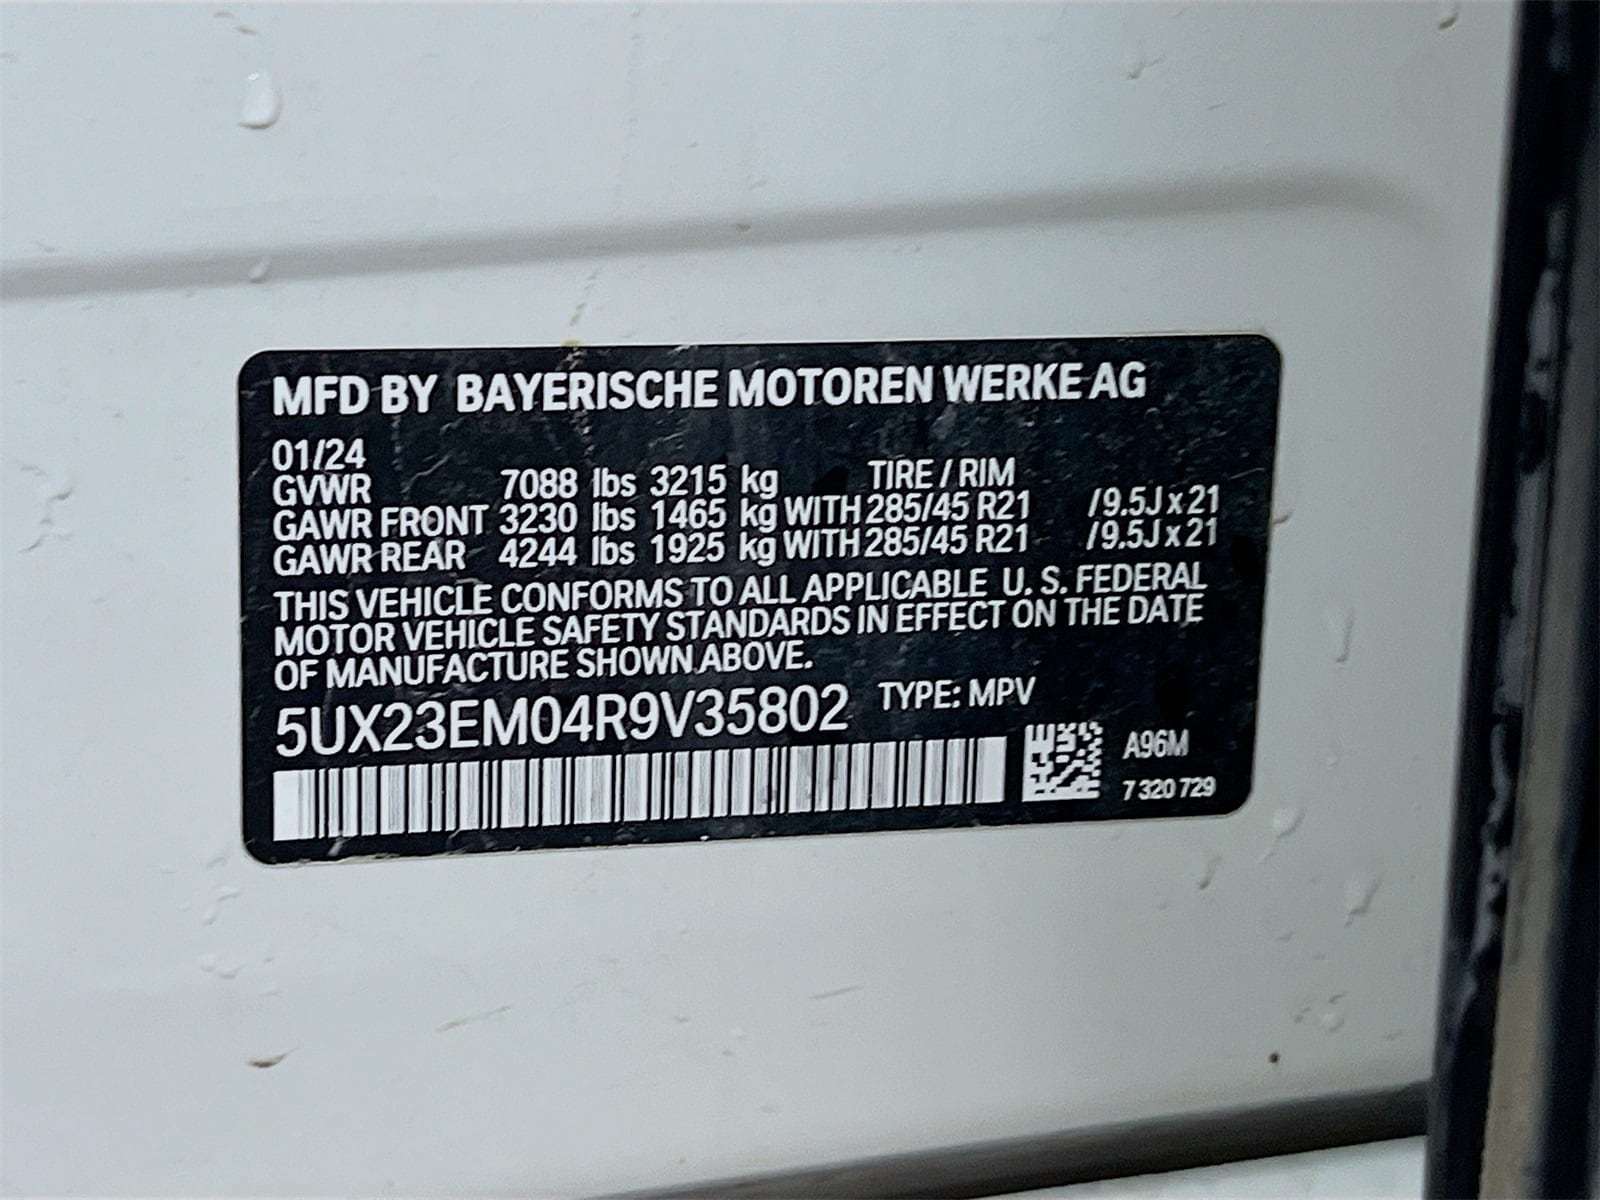 MFD BY BAYERISCHE MOTOREN WERKE AG
01/24
GVWR 7088 lbs 3215 kg TIRE / RIM
GAWR FRONT 3230 lbs 1465 kg WITH 285/45 R21 /9.5J x 21
GAWR REAR 4244 lbs 1925 kg WITH 285/45 R21 /9.5J x 21
THIS VEHICLE CONFORMS TO ALL APPLICABLE U. S. FEDERAL
MOTOR VEHICLE SAFETY STANDARDS IN EFFECT ON THE DATE
OF MANUFACTURE SHOWN ABOVE.
5UX23EM04R9V35802 TYPE: MPV
A96M
7 320 729